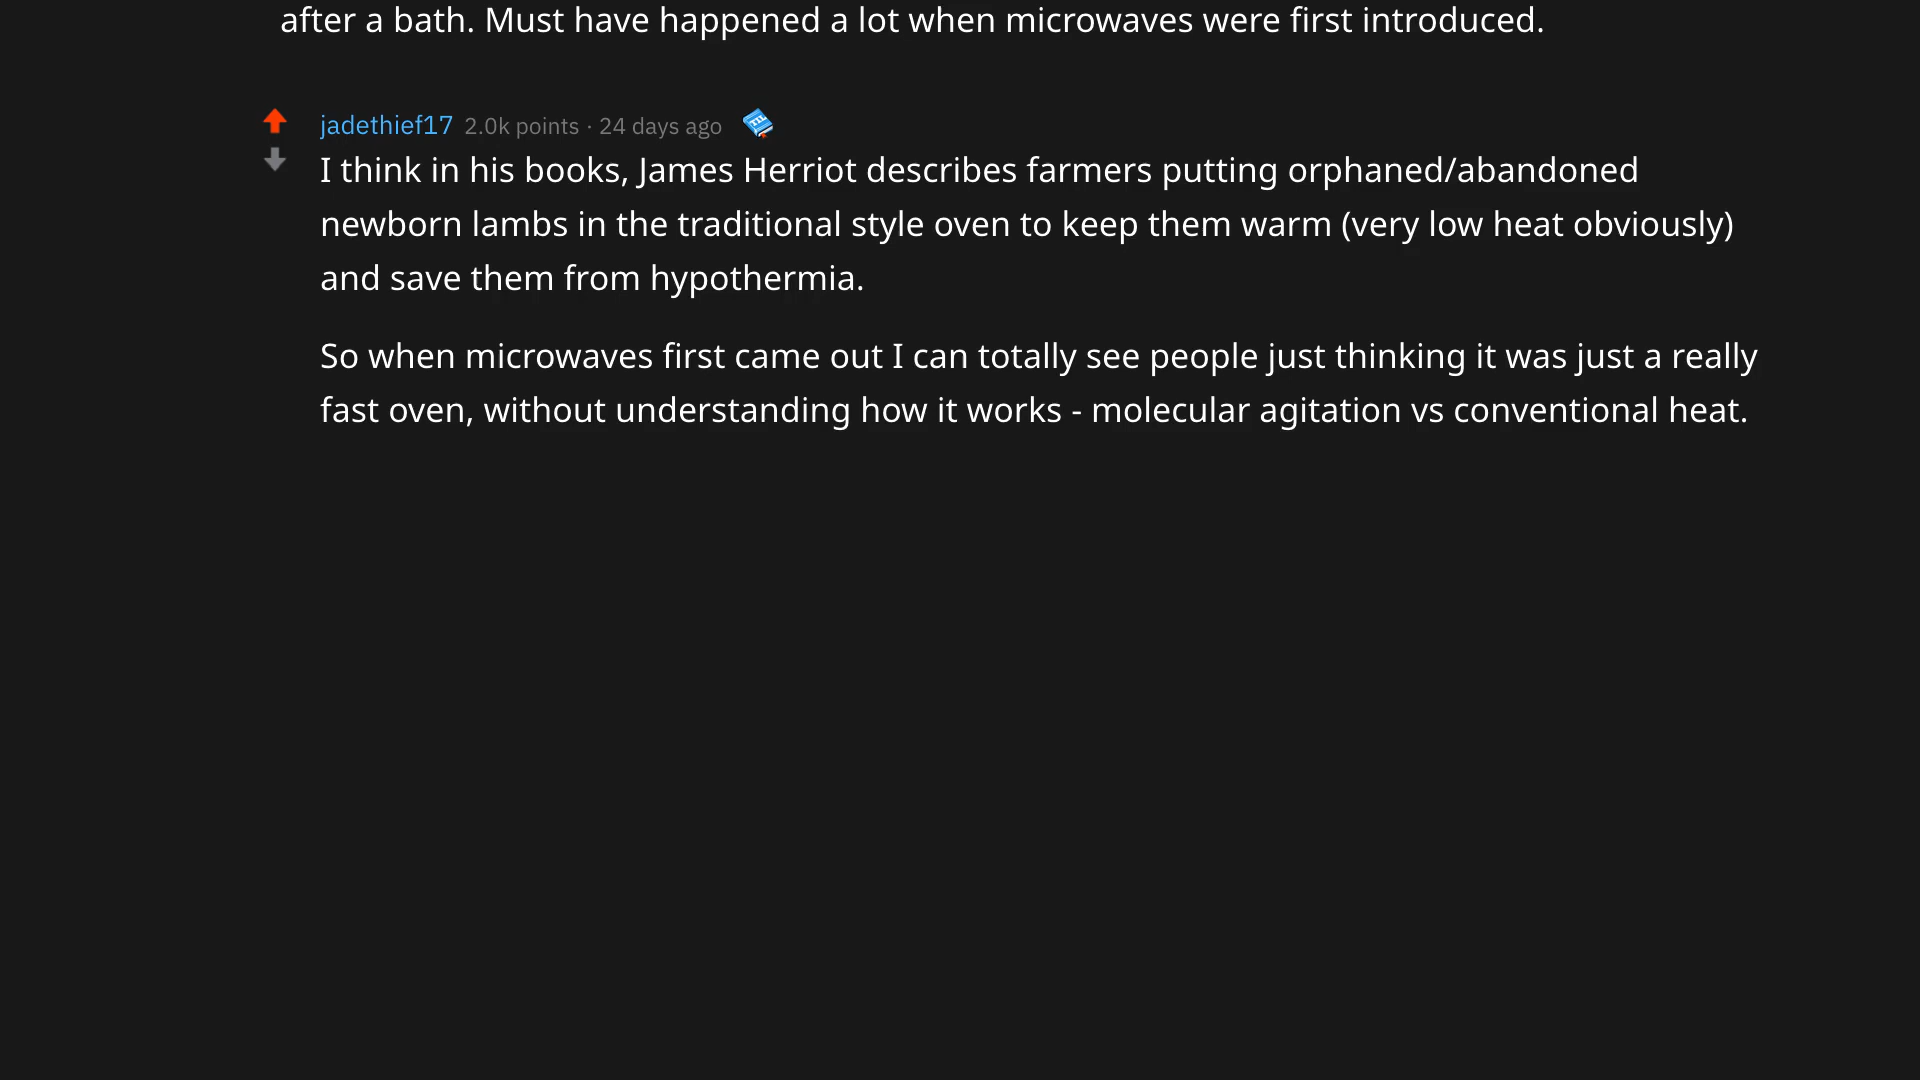 after a bath. Must have happened a lot when microwaves were first introduced.
jadethief17 2.0k points · 24 days ago
I think in his books, James Herriot describes farmers putting orphaned/abandoned
newborn lambs in the traditional style oven to keep them warm (very low heat obviously)
and save them from hypothermia.
So when microwaves first came out I can totally see people just thinking it was just a really
fast oven, without understanding how it works - molecular agitation vs conventional heat.